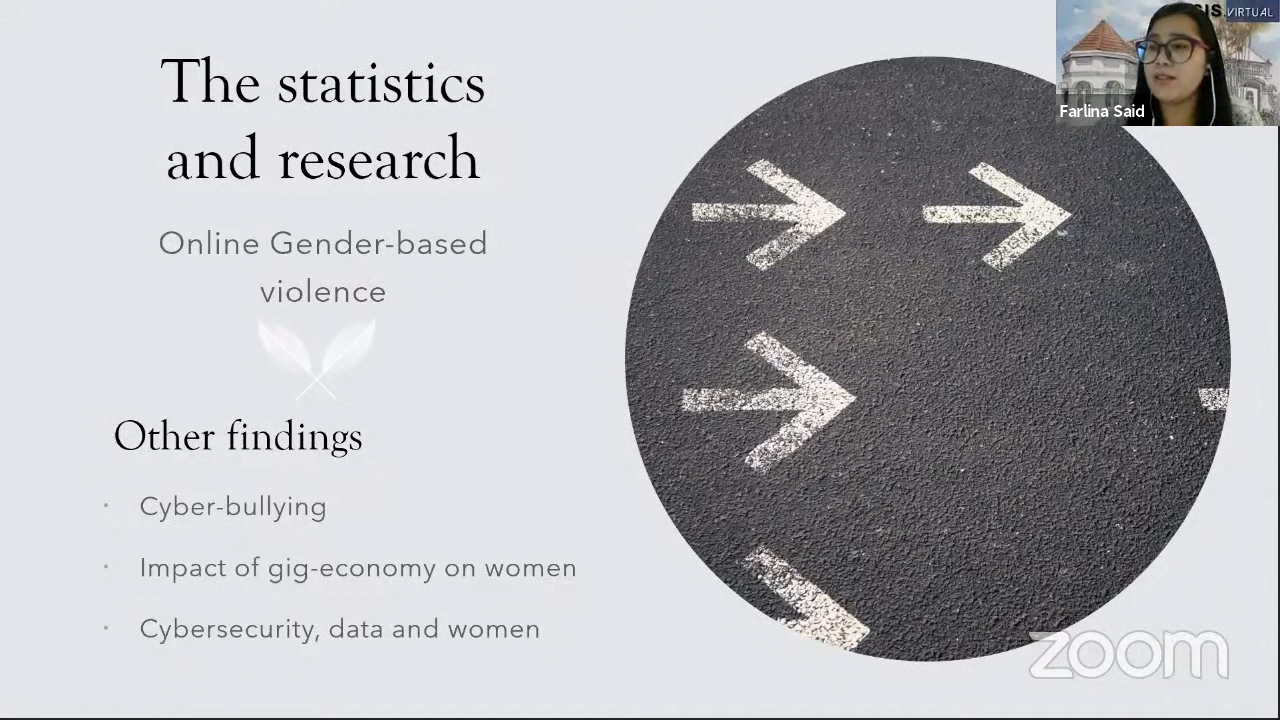 The statistics
and research
Online Gender-based
violence
Other findings
Cyber-bullying
Impact of gig-economy on women
Cybersecurity, data and women
VIRTUAL
Farlina Said
zoom